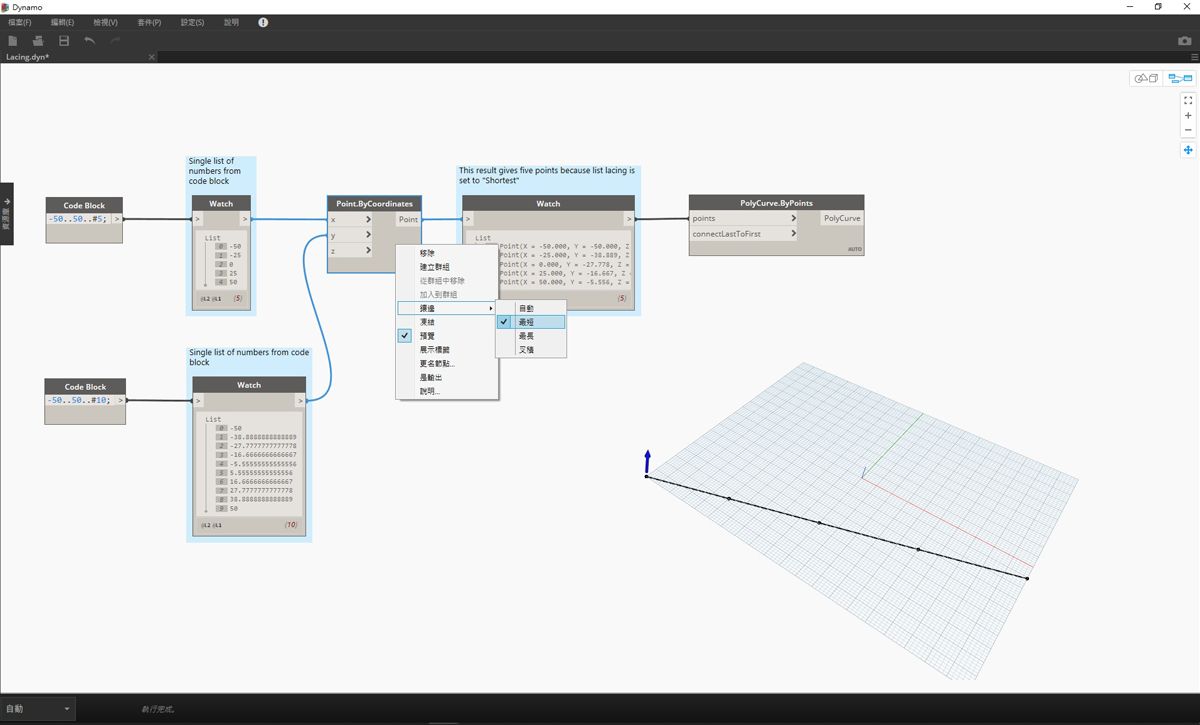 Dynamo
檔案(F) 編輯(E) 檢視(V) 套件(P) 設定(S) 說明
Lacing.dyn*
資源庫
Single list of
numbers from
code block
Watch
> >
List
0 -50
1 -25
2 0
3 25
4 50
@L2 @L1 {5}
Code Block
-50..50..#5; >
Point.ByCoordinates
x > Point
y >
z >
This result gives five points because list lacing is
set to "Shortest"
Watch
> >
List
Point(X = -50.000, Y = -50.000, Z
Point(X = -25.000, Y = -38.889, Z
Point(X = 0.000, Y = -27.778, Z =
Point(X = 25.000, Y = -16.667, Z =
Point(X = 50.000, Y = -5.556, Z =
{5}
PolyCurve.ByPoints
points > PolyCurve
connectLastToFirst >
AUTO
移除
建立群組
從群組中移除
加入到群組
鑲邊
凍結
預覽
展示標籤
更名節點...
是輸出
說明...
自動
最短
最長
叉積
Single list of numbers from code
block
Watch
> >
List
0 -50
1 -38.8888888888889
2 -27.7777777777778
3 -16.6666666666667
4 -5.55555555555556
5 5.55555555555556
6 16.6666666666667
7 27.7777777777778
8 38.8888888888889
9 50
@L2 @L1 {10}
Code Block
-50..50..#10; >
自動
執行完成。